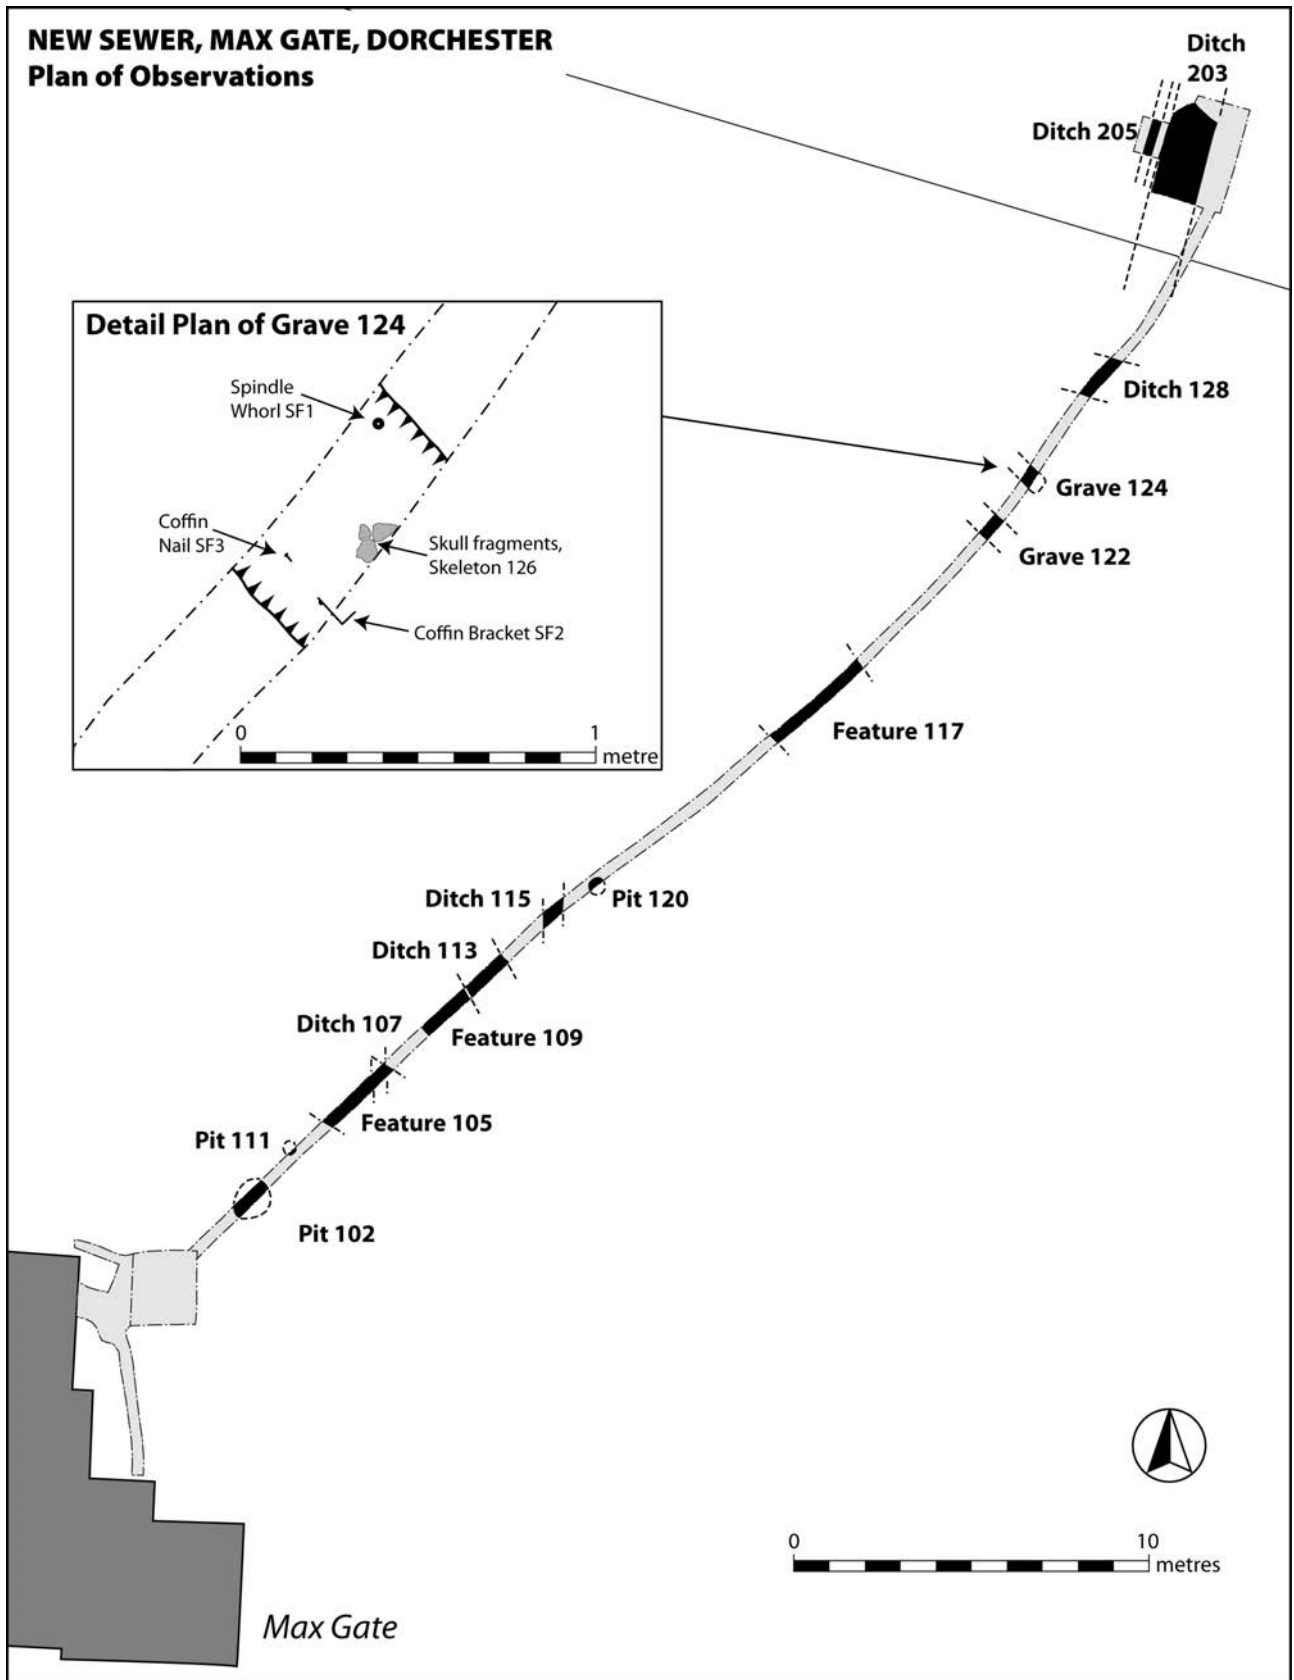 NEW SEWER, MAX GATE, DORCHESTER
Plan of Observations
Ditch
203
Ditch 205
Detail Plan of Grave 124
Spindle
Whorl SF1
Coffin
Nail SF3
Skull fragments,
Skeleton 126
Coffin Bracket SF2
0
1
metre
Ditch 128
Grave 124
Grave 122
Feature 117
Ditch 115
Pit 120
Ditch 113
Ditch 107
Feature 109
Feature 105
Pit 111
Pit 102
0
10
metres
Max Gate